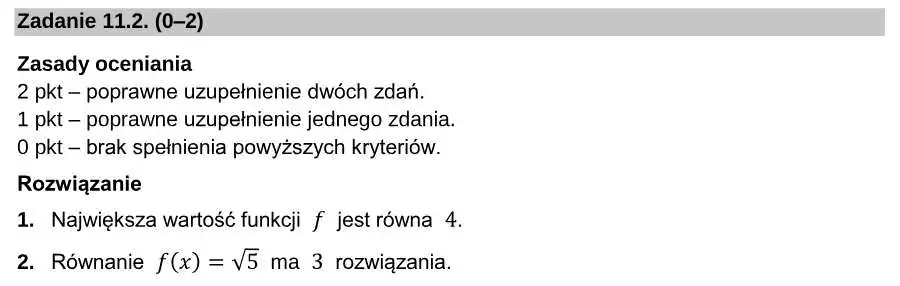 Zadanie 11.2. (0–2)
Zasady oceniania
2 pkt – poprawne uzupełnienie dwóch zdań.
1 pkt – poprawne uzupełnienie jednego zdania.
0 pkt – brak spełnienia powyższych kryteriów.
Rozwiązanie
1. Największa wartość funkcji f jest równa 4.
2. Równanie f(x) = √5 ma 3 rozwiązania.